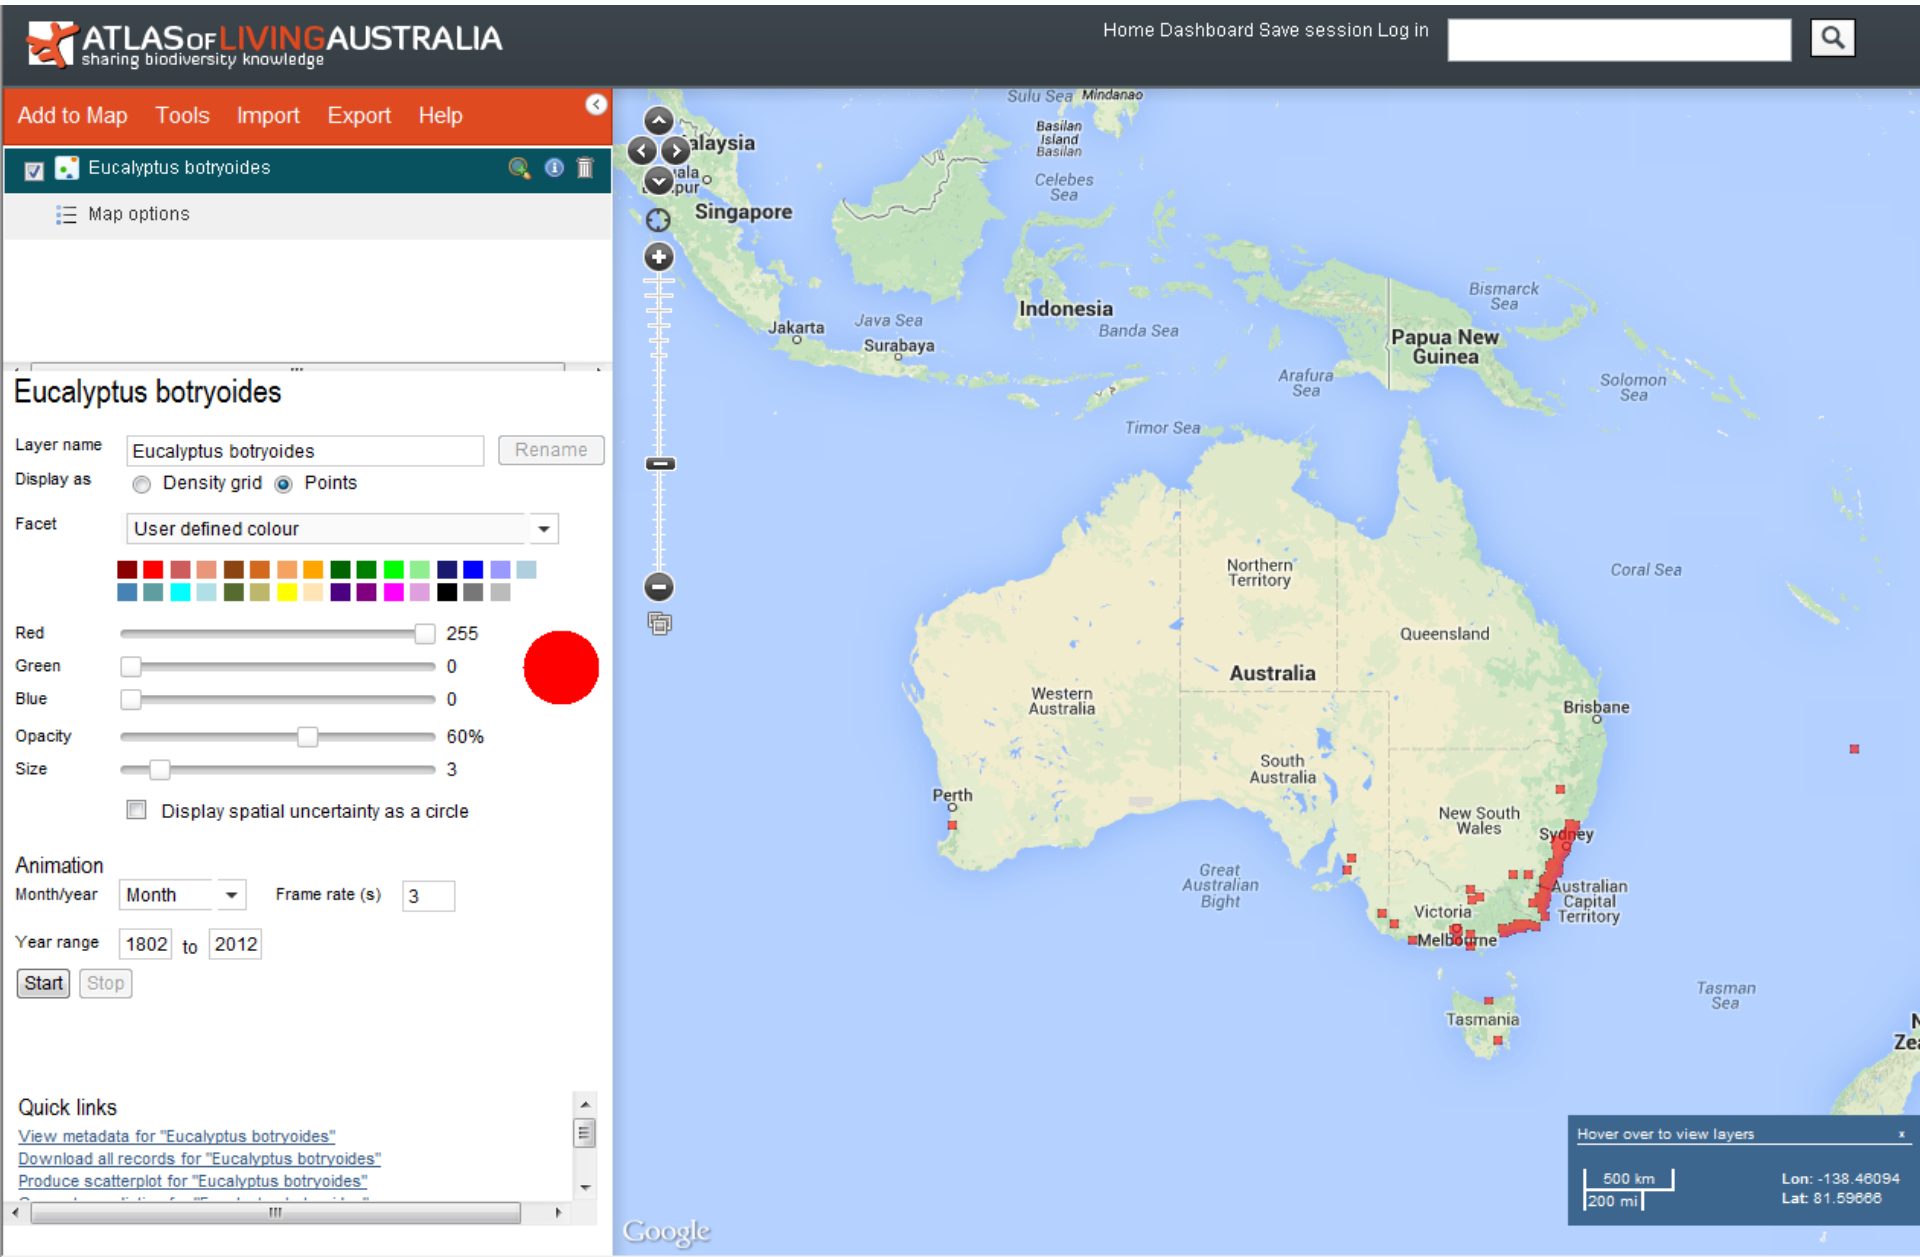 ATLAS OF LIVING AUSTRALIA
sharing biodiversity knowledge
Home Dashboard Save session Log in
Add to Map Tools Import Export Help
Eucalyptus botryoides
Map options
Eucalyptus botryoides
Layer name Eucalyptus botryoides Rename
Display as Density grid Points
Facet User defined colour
Red 255
Green 0
Blue 0
Opacity 60%
Size 3
Display spatial uncertainty as a circle
Animation
Month/year Month Frame rate (s) 3
Year range 1802 to 2012
Start Stop
Quick links
View metadata for "Eucalyptus botryoides"
Download all records for "Eucalyptus botryoides"
Produce scatterplot for "Eucalyptus botryoides"
Sulu Sea Mindanao
Basilan
Island
Basilan
alaysia
Celebes
Sea
ala
pur
Singapore
Bismarck
Sea
Indonesia
Jakarta
Java Sea
Banda Sea
Surabaya
Papua New
Guinea
Arafura
Sea
Solomon
Sea
Timor Sea
Northern
Territory
Coral Sea
Queensland
Australia
Western
Australia
Brisbane
South
Australia
Perth
New South
Wales
Sydney
Great
Australian
Bight
Australian
Capital
Territory
Victoria
Melbourne
Tasman
Sea
Tasmania
N
Zea
Hover over to view layers x
500 km
200 mi
Lon: -138.46094
Lat: 81.59666
Google